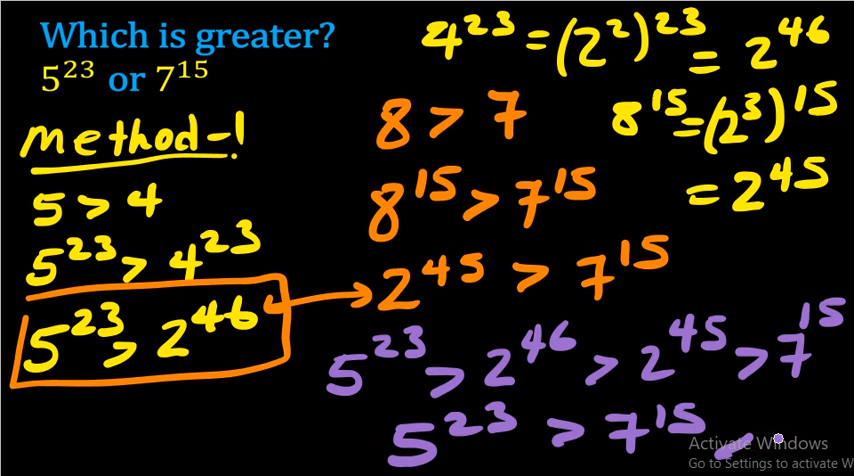 Which is greater?
5²³ or 7¹⁵
Method-1
5 > 4
5²³ > 4²³
5²³ > 2⁴⁶
4²³ = (2²)²³ = 2⁴⁶
8 > 7
8¹⁵ = (2³)¹⁵
= 2⁴⁵
8¹⁵ > 7¹⁵
2⁴⁵ > 7¹⁵
5²³ > 2⁴⁶ > 2⁴⁵ > 7¹⁵
5²³ > 7¹⁵
Activate Windows
Go to Settings to activate W